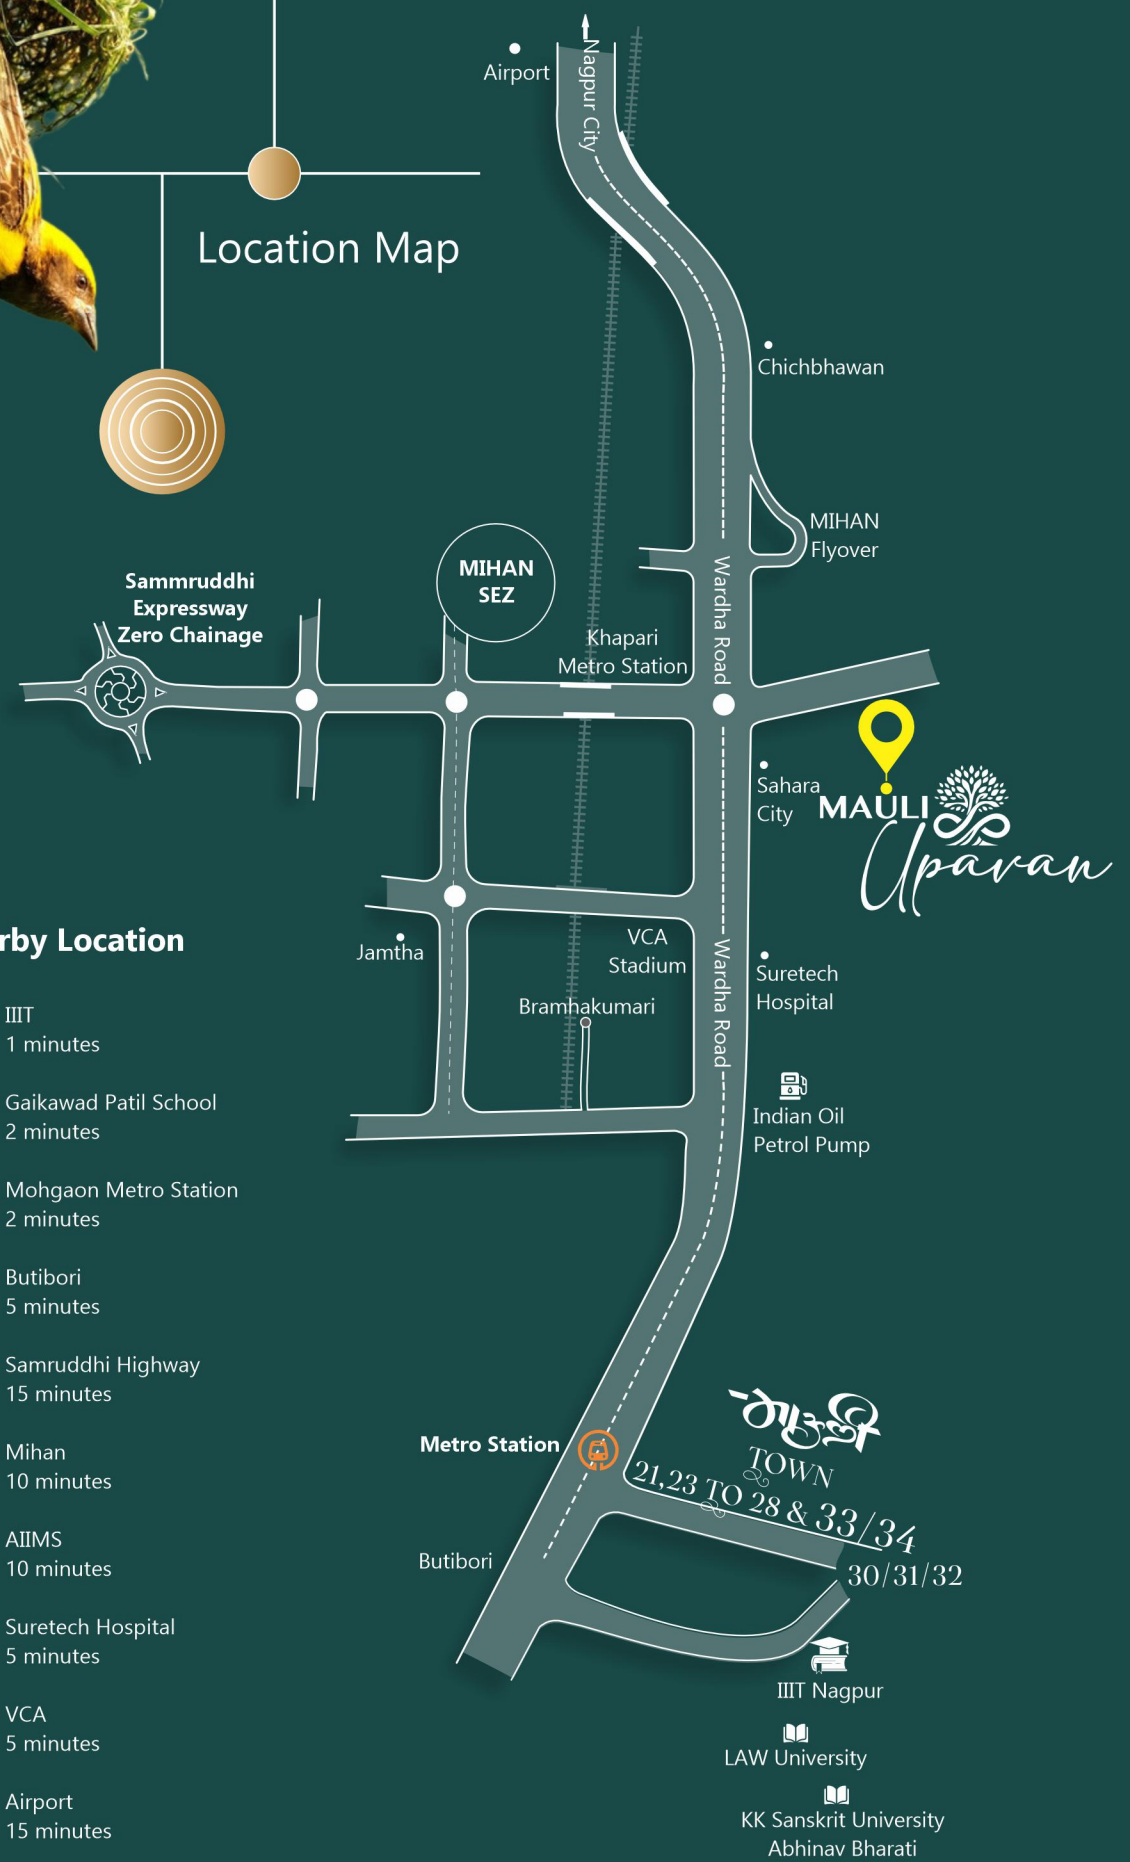 Nagpur City
Airport
Location Map
Chichbhawan
MIHAN
Flyover
MIHAN
SEZ
Sammruddhi
Expressway
Zero Chainage
Wardha Road
Khapari
Metro Station
Sahara
City
MAULI
Upavan
rby Location
VCA
Stadium
Jamtha
Wardha Road
Suretech
Hospital
Bramhakumari
IIIT
1 minutes
Gaikawad Patil School
2 minutes
Indian Oil
Petrol Pump
Mohgaon Metro Station
2 minutes
Butibori
5 minutes
Samruddhi Highway
15 minutes
माऊली
TOWN
21,23 TO 28 & 33/34
30/31/32
Metro Station
Mihan
10 minutes
AIIMS
10 minutes
Butibori
Suretech Hospital
5 minutes
IIIT Nagpur
VCA
5 minutes
LAW University
Airport
15 minutes
KK Sanskrit University
Abhinav Bharati